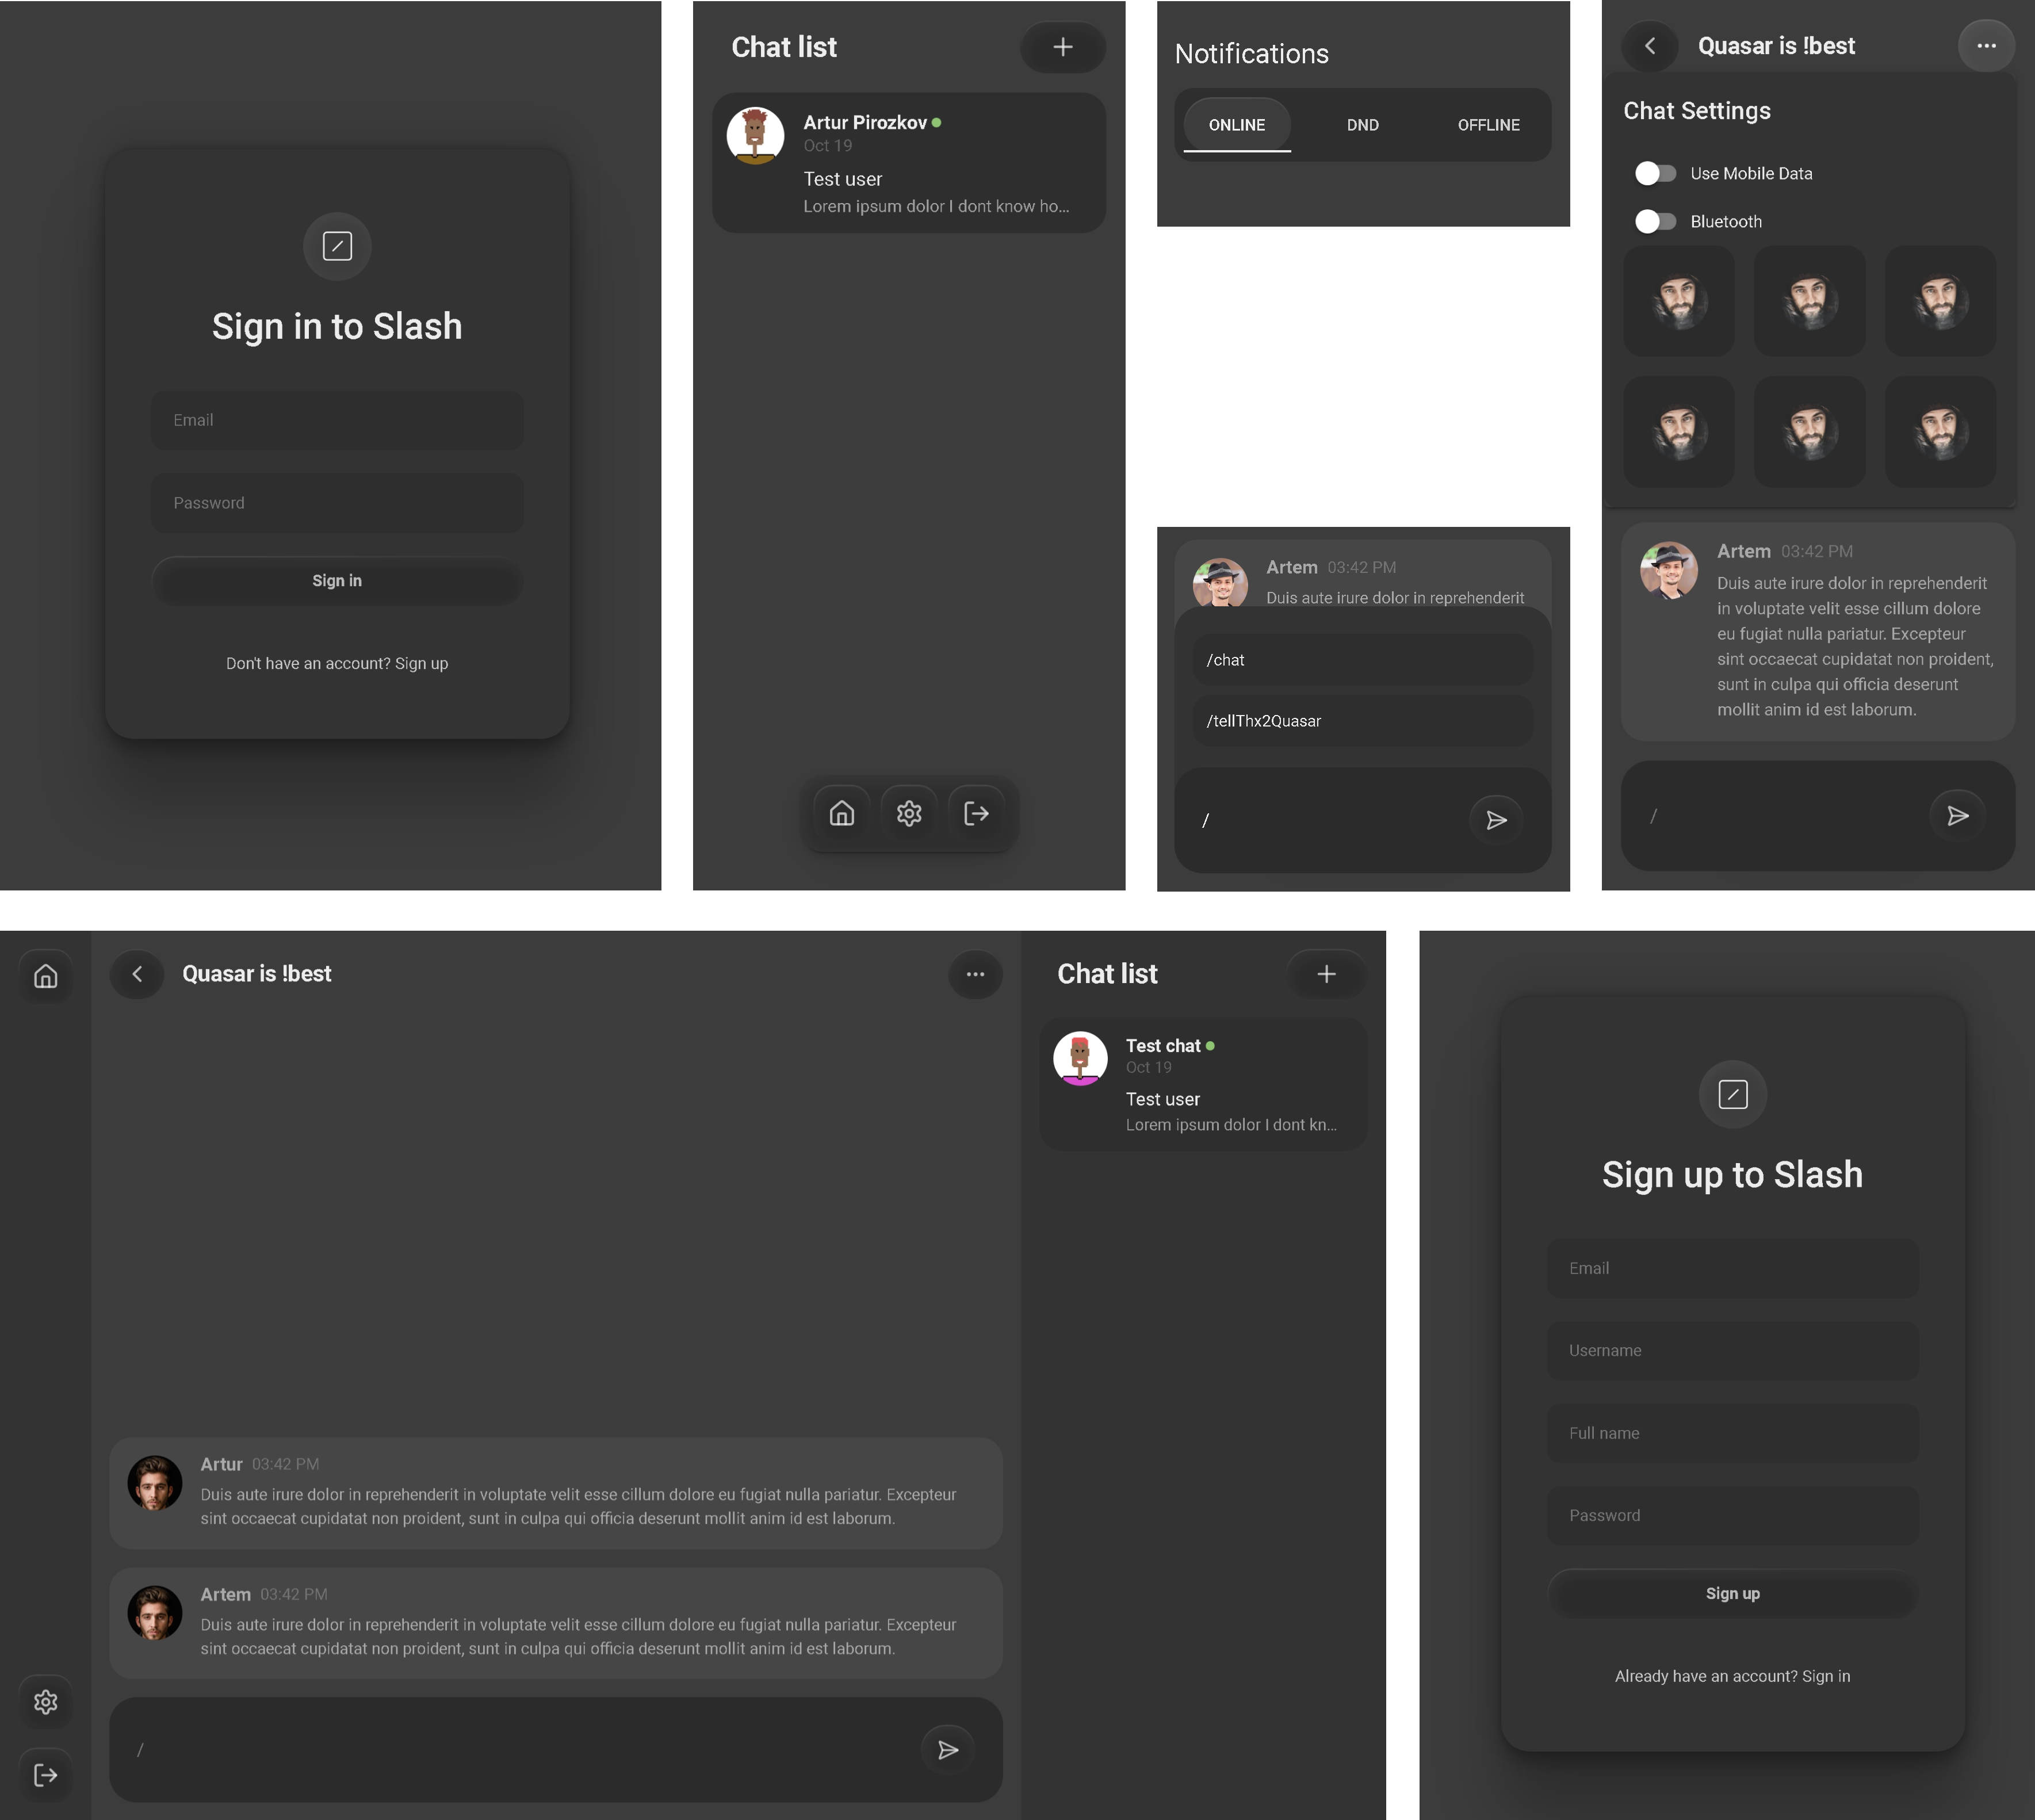 Sign in to Slash
Email
Password
Sign in
Don't have an account? Sign up
Chat list
Artur Pirozkov
Oct 19
Test user
Lorem ipsum dolor I dont know ho...
Notifications
ONLINE
DND
OFFLINE
Artem 03:42 PM
Duis aute irure dolor in reprehenderit
/chat
/tellThx2Quasar
/
Quasar is !best
Chat Settings
Use Mobile Data
Bluetooth
Artem 03:42 PM
Duis aute irure dolor in reprehenderit
in voluptate velit esse cillum dolore
eu fugiat nulla pariatur. Excepteur
sint occaecat cupidatat non proident,
sunt in culpa qui officia deserunt
mollit anim id est laborum.
/
Quasar is !best
Artur 03:42 PM
Duis aute irure dolor in reprehenderit in voluptate velit esse cillum dolore eu fugiat nulla pariatur. Excepteur
sint occaecat cupidatat non proident, sunt in culpa qui officia deserunt mollit anim id est laborum.
Artem 03:42 PM
Duis aute irure dolor in reprehenderit in voluptate velit esse cillum dolore eu fugiat nulla pariatur. Excepteur
sint occaecat cupidatat non proident, sunt in culpa qui officia deserunt mollit anim id est laborum.
/
Chat list
Test chat
Oct 19
Test user
Lorem ipsum dolor I dont kn...
Sign up to Slash
Email
Username
Full name
Password
Sign up
Already have an account? Sign in